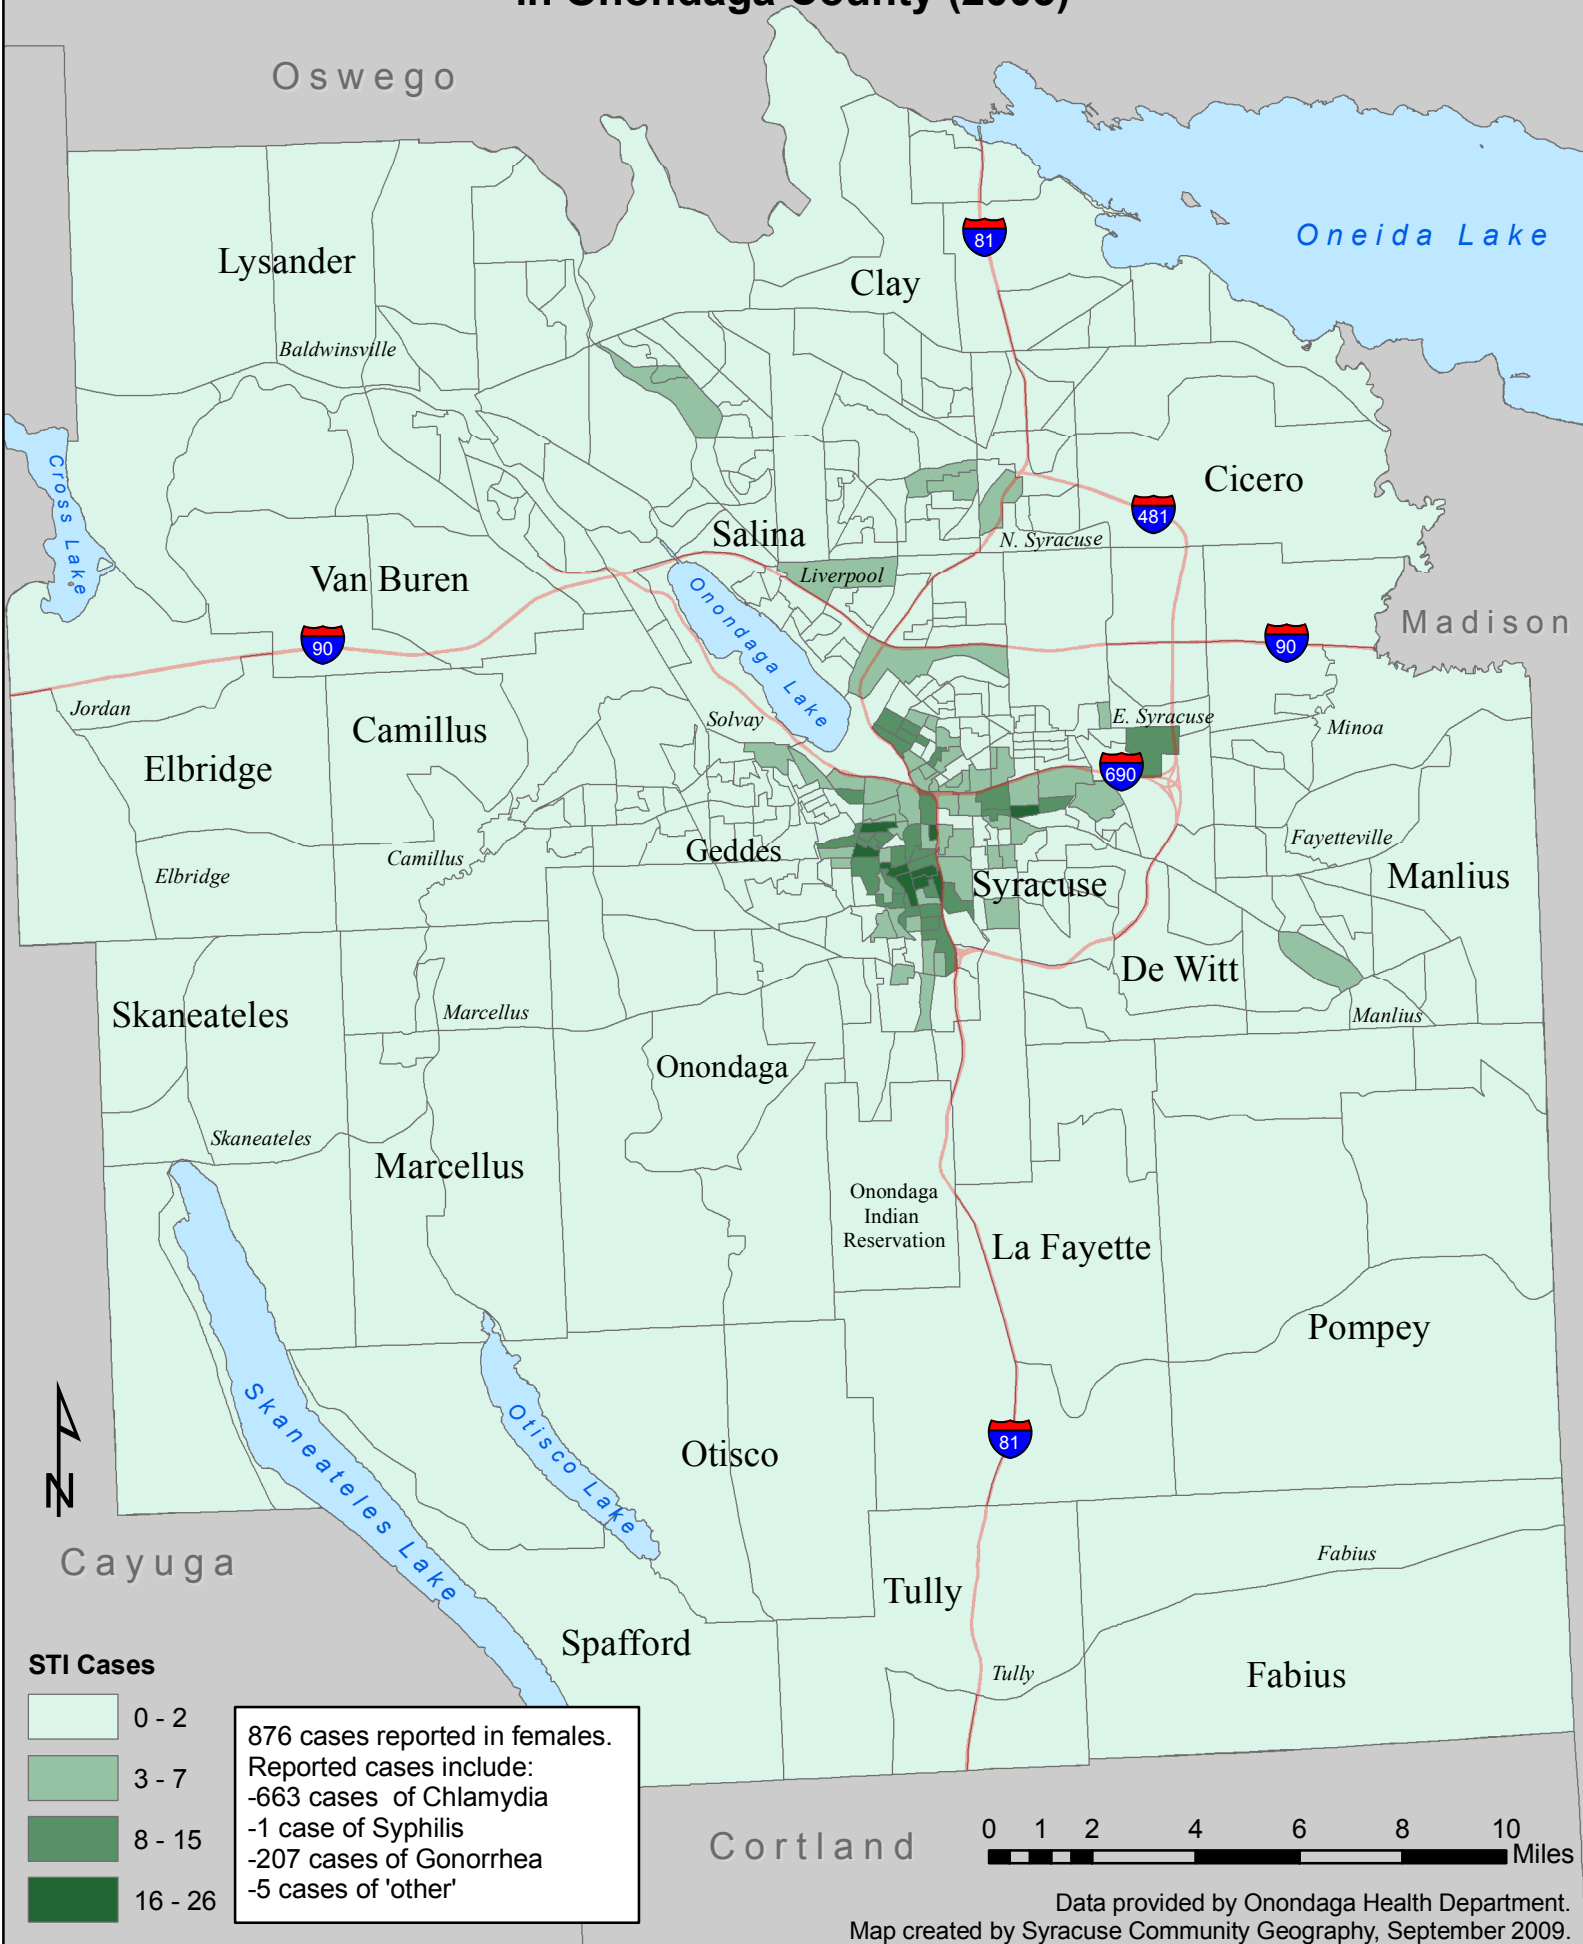 in Onondaga County
Oswego
Oneida Lake
81
Lysander
Clay
Baldwinsville
Cross Lake
Cicero
481
Salina
N. Syracuse
Van Buren
Liverpool
Onondaga Lake
Madison
90
90
Jordan
Camillus
Solvay
E. Syracuse
Minoa
Elbridge
690
Fayetteville
Geddes
Camillus
Elbridge
Syracuse
Manlius
De Witt
Skaneateles
Marcellus
Manlius
Onondaga
Skaneateles
Marcellus
Onondaga
Indian
Reservation
La Fayette
Pompey
N
Skaneateles Lake
Otisco Lake
Otisco
81
Cayuga
Fabius
Tully
Spafford
Tully
Fabius
STI Cases
0 - 2
3 - 7
8 - 15
16 - 26
876 cases reported in females.
Reported cases include:
-663 cases of Chlamydia
-1 case of Syphilis
-207 cases of Gonorrhea
-5 cases of 'other'
Cortland
0 1 2 4 6 8 10
Miles
Data provided by Onondaga Health Department.
Map created by Syracuse Community Geography, September 2009.